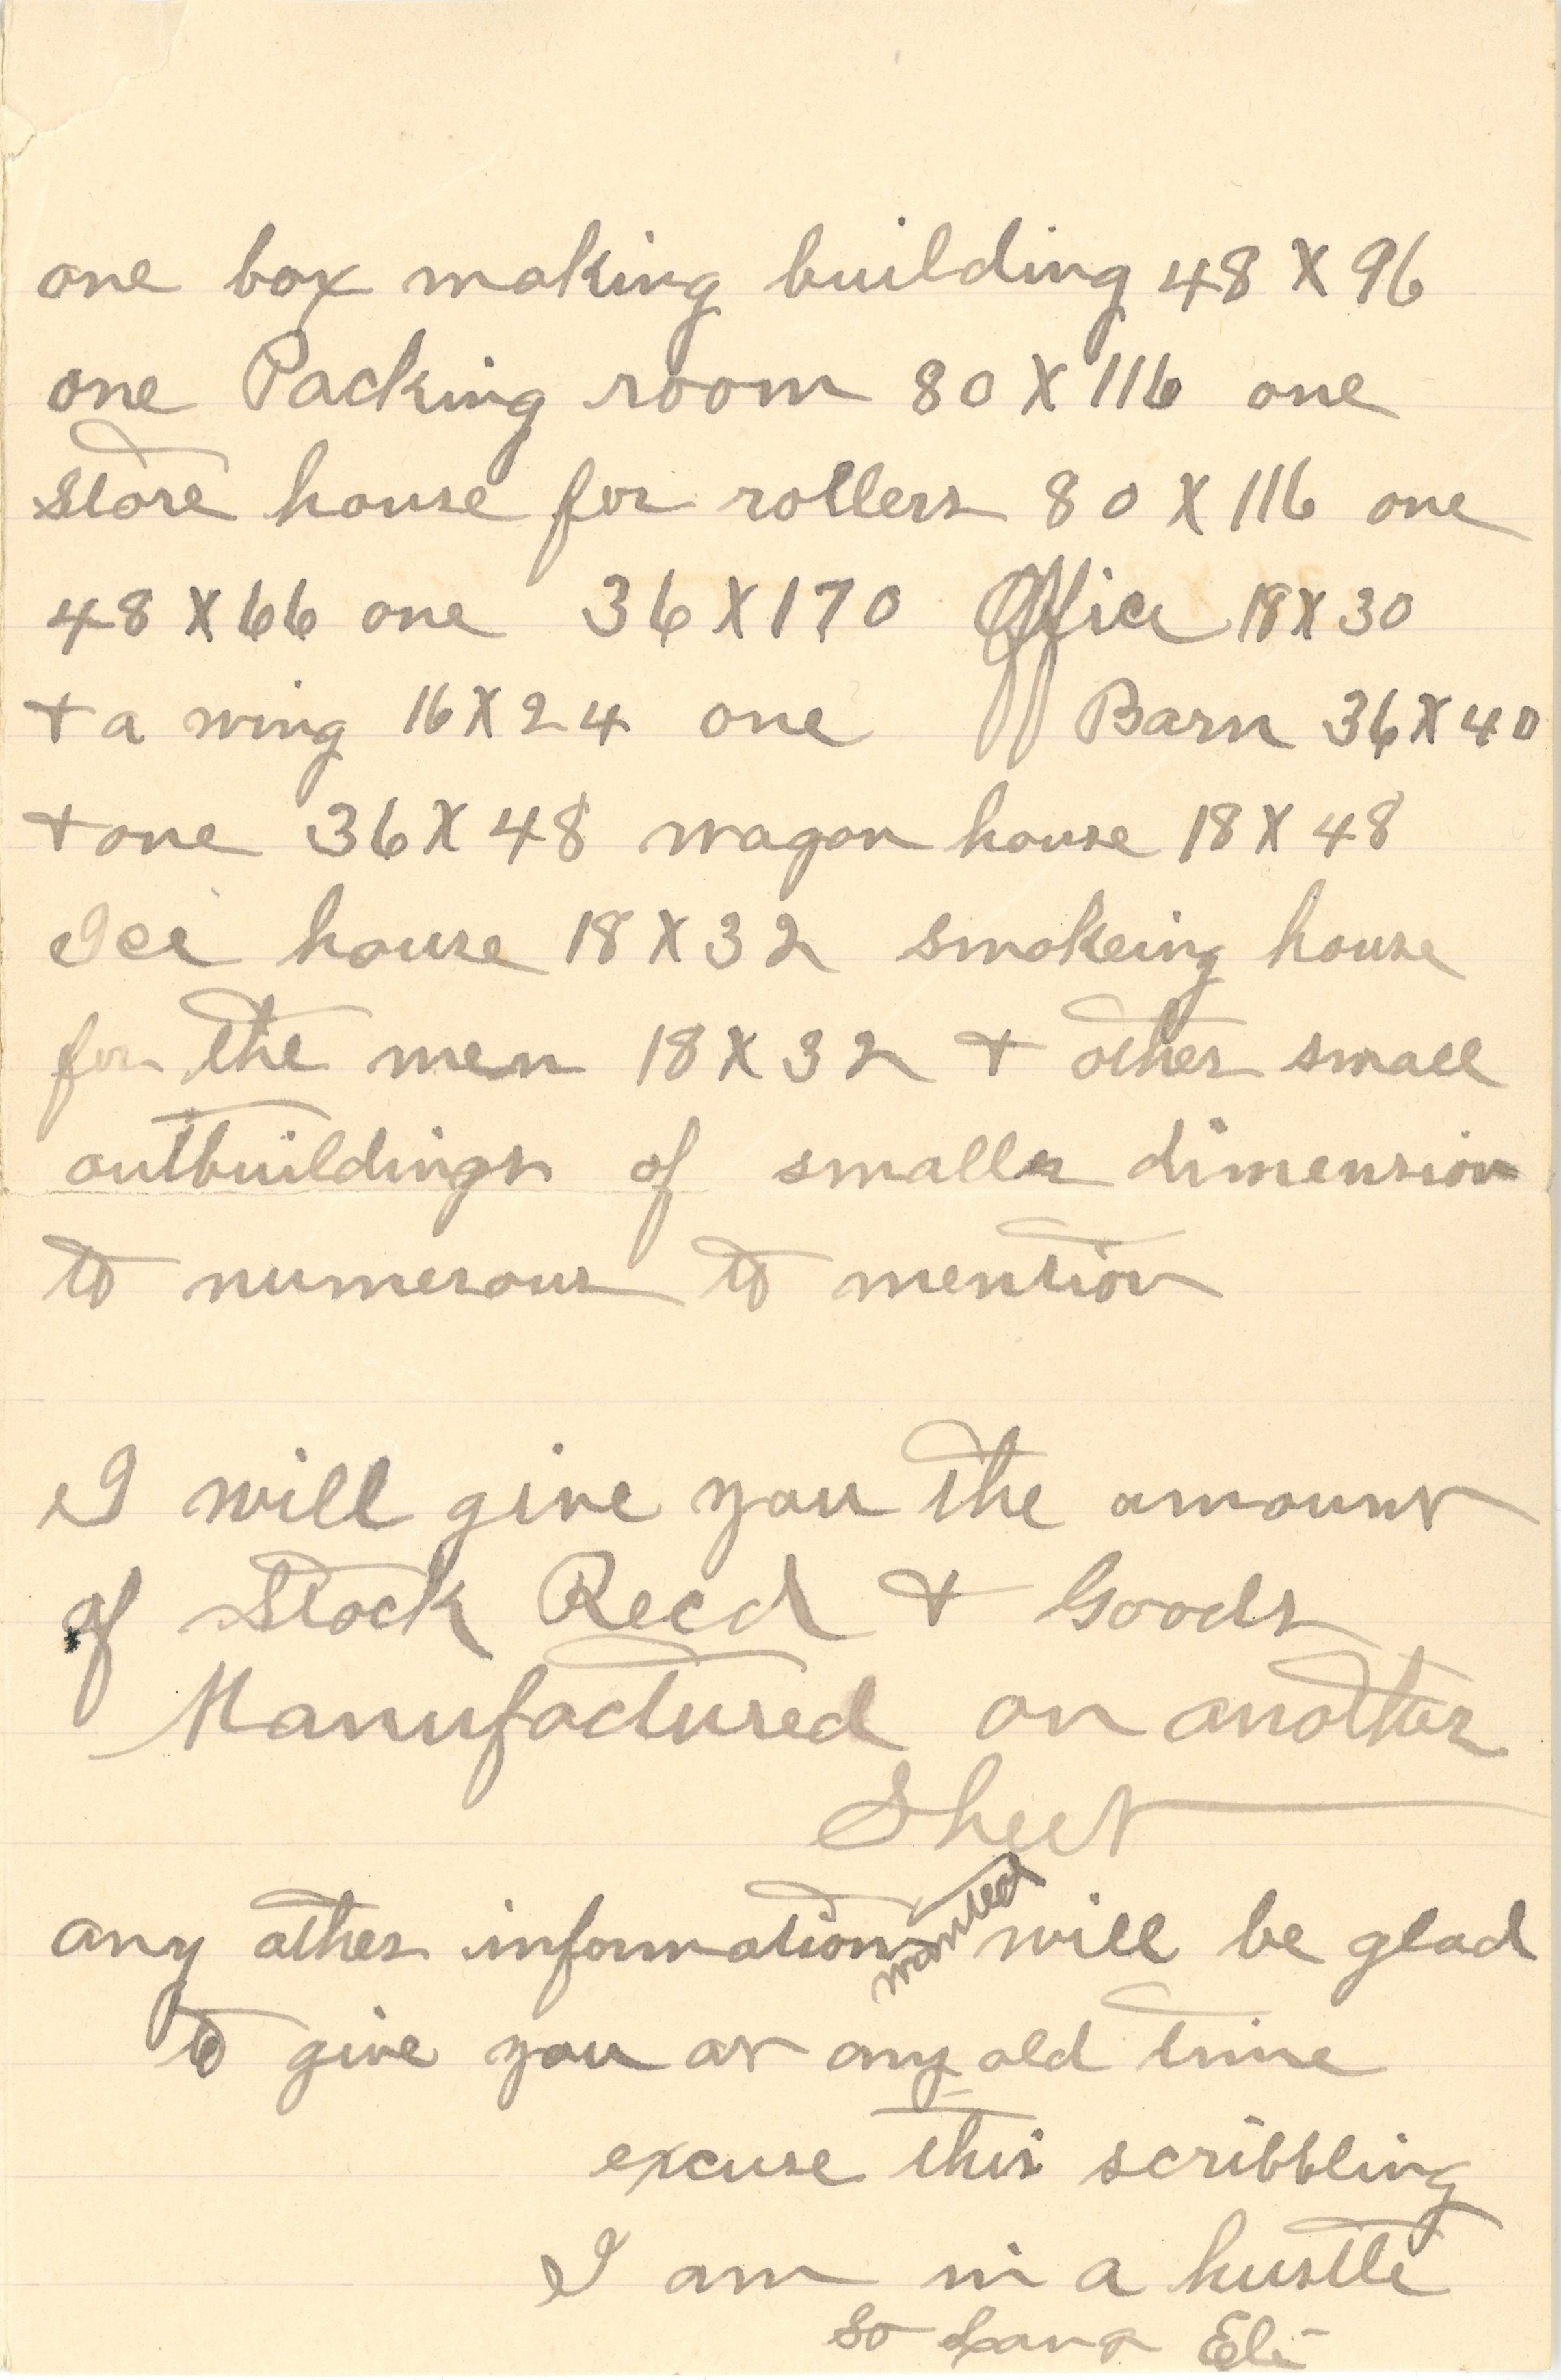 one box making building 48 X 96
one Packing room 80 X 116 one
store house for rollers 80 X 116 one
48 X 66 one 36 X 170 Office 18 X 30
+ a wing 16 X 24 one Barn 36 X 40
+ one 36 X 48 wagon house 18 X 48
Ice house 18 X 32 smokeing house
for the men 18 X 32 + other small
outbuildings of smaller dimension
to numerous to mention
I will give you the amount
of Stock Recd + Goods
Manufactured on another
Sheet
any other information wanted will be glad
to give you at any old time
excuse this scribbling
I am in a hustle
So Long Eli